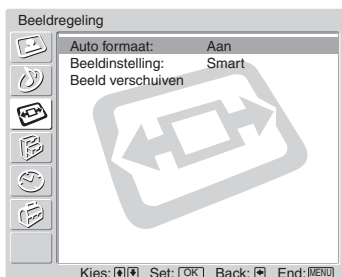 Beeldregeling
Auto formaat: Aan
Beeldinstelling: Smart
Beeld verschuiven
Kies: Set: OK Back: End: MENU